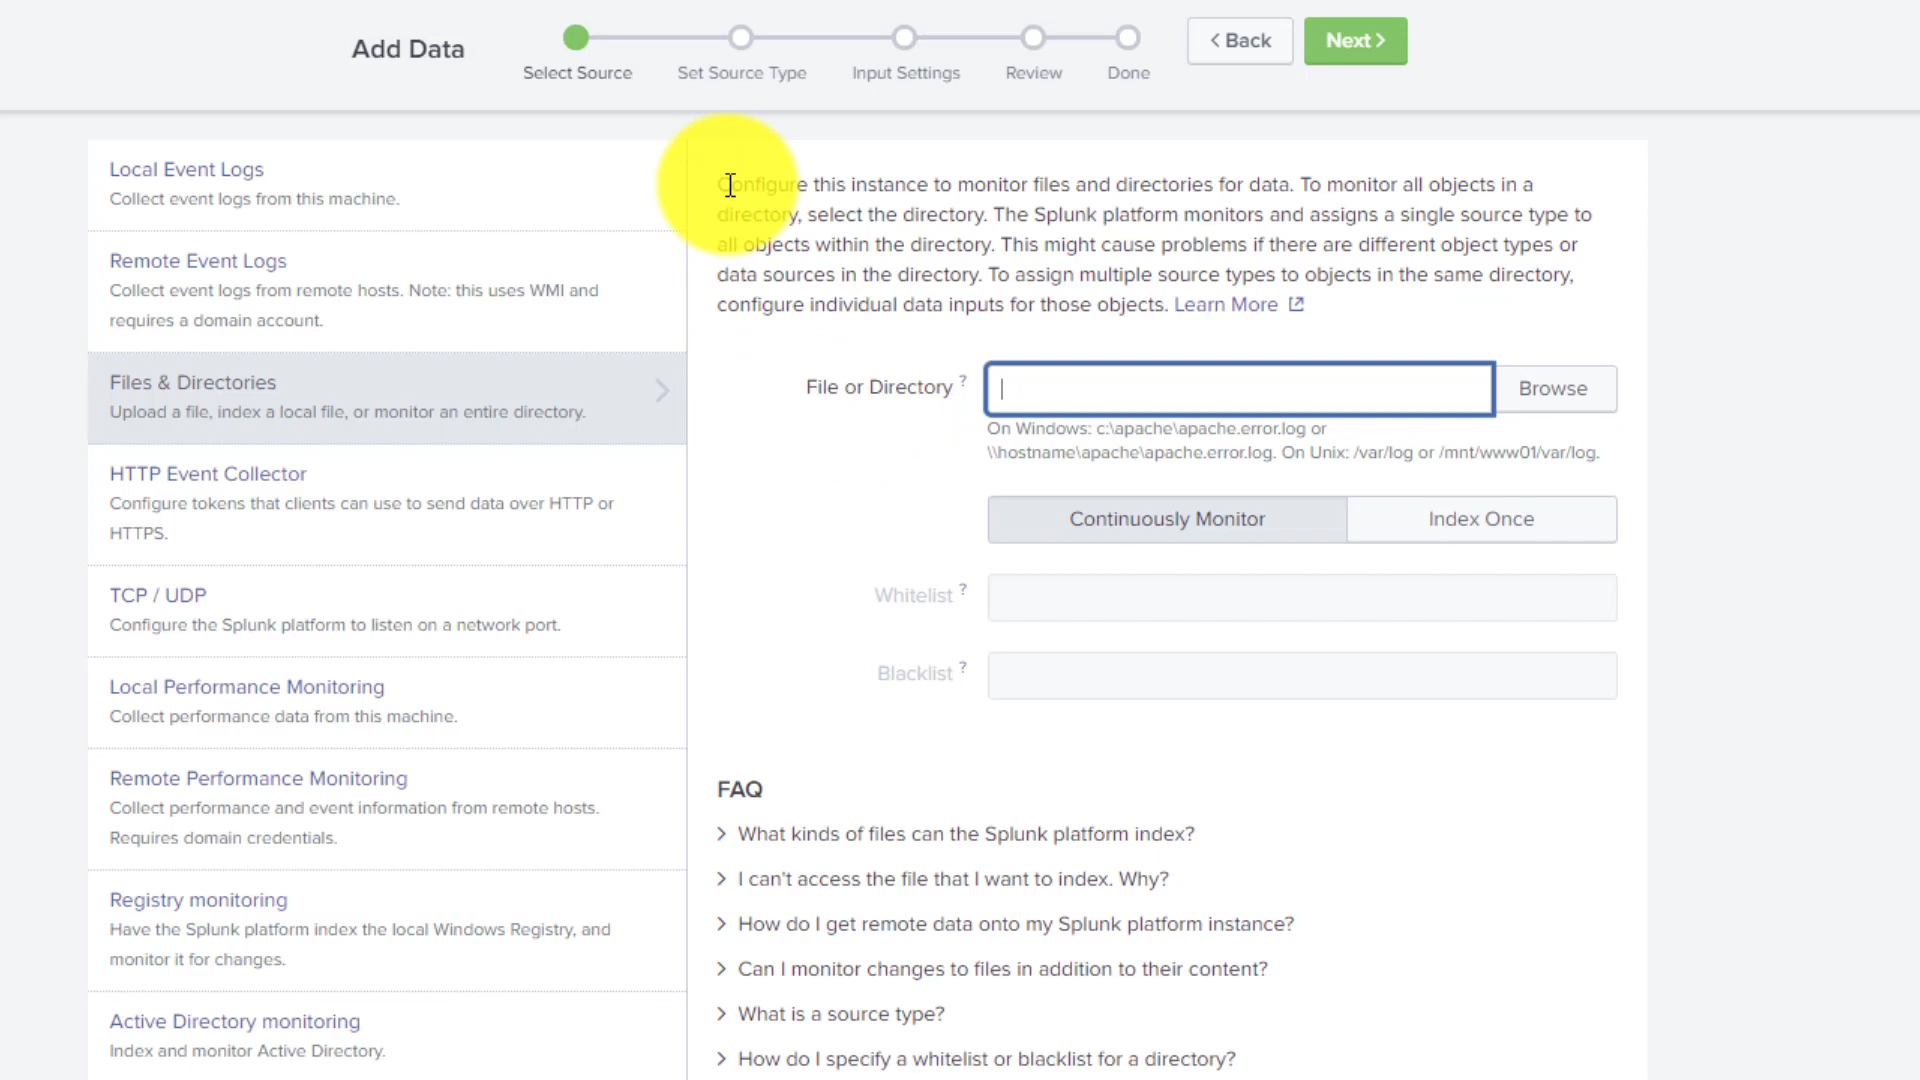 Add Data
Select Source
Set Source Type
Input Settings
Review
Done
Back
Next
Local Event Logs
Collect event logs from this machine.
Remote Event Logs
Collect event logs from remote hosts. Note: this uses WMI and
requires a domain account.
Files & Directories
Upload a file, index a local file, or monitor an entire directory.
HTTP Event Collector
Configure tokens that clients can use to send data over HTTP or
HTTPS.
TCP / UDP
Configure the Splunk platform to listen on a network port.
Local Performance Monitoring
Collect performance data from this machine.
Remote Performance Monitoring
Collect performance and event information from remote hosts.
Requires domain credentials.
Registry monitoring
Have the Splunk platform index the local Windows Registry, and
monitor it for changes.
Active Directory monitoring
Index and monitor Active Directory.
Configure this instance to monitor files and directories for data. To monitor all objects in a
directory, select the directory. The Splunk platform monitors and assigns a single source type to
all objects within the directory. This might cause problems if there are different object types or
data sources in the directory. To assign multiple source types to objects in the same directory,
configure individual data inputs for those objects. Learn More
File or Directory ?
Browse
On Windows: c:\apache\apache.error.log or
\\hostname\apache\apache.error.log. On Unix: /var/log or /mnt/www01/var/log.
Continuously Monitor
Index Once
Whitelist ?
Blacklist ?
FAQ
> What kinds of files can the Splunk platform index?
> I can't access the file that I want to index. Why?
> How do I get remote data onto my Splunk platform instance?
> Can I monitor changes to files in addition to their content?
> What is a source type?
> How do I specify a whitelist or blacklist for a directory?